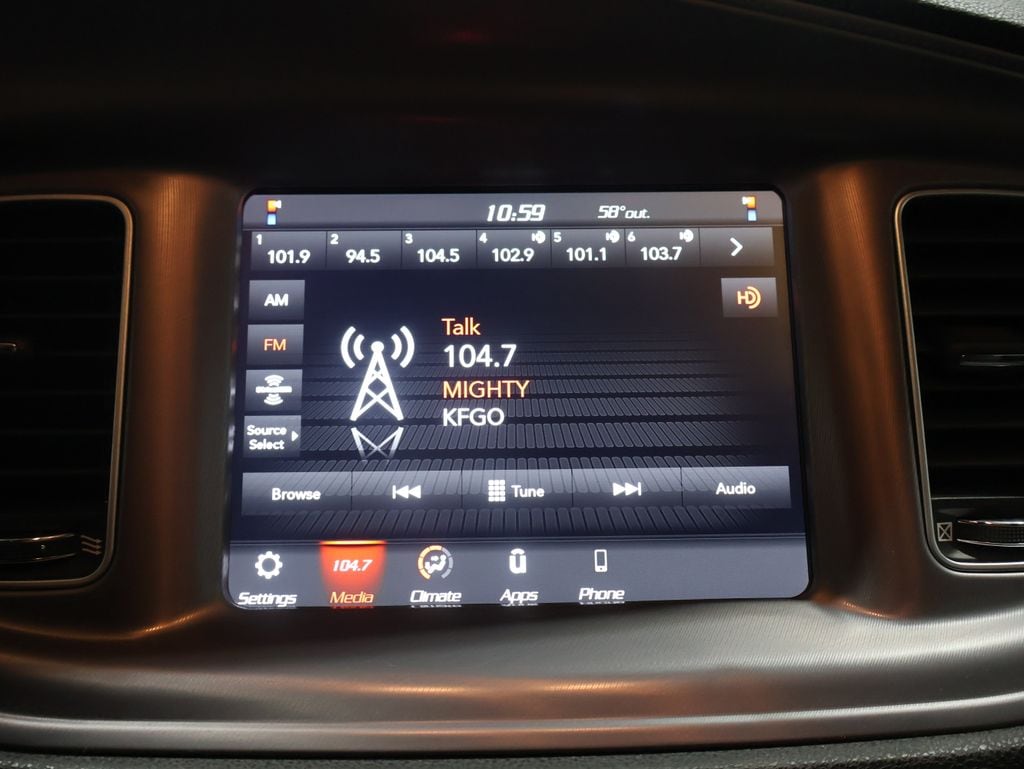 10:59 58°out.
1 2 3 4 5 6
101.9 94.5 104.5 102.9 101.1 103.7
AM
HD
FM
Talk
104.7
MIGHTY
KFGO
Source
Select
Browse Tune Audio
104.7
Settings Media Climate Apps Phone